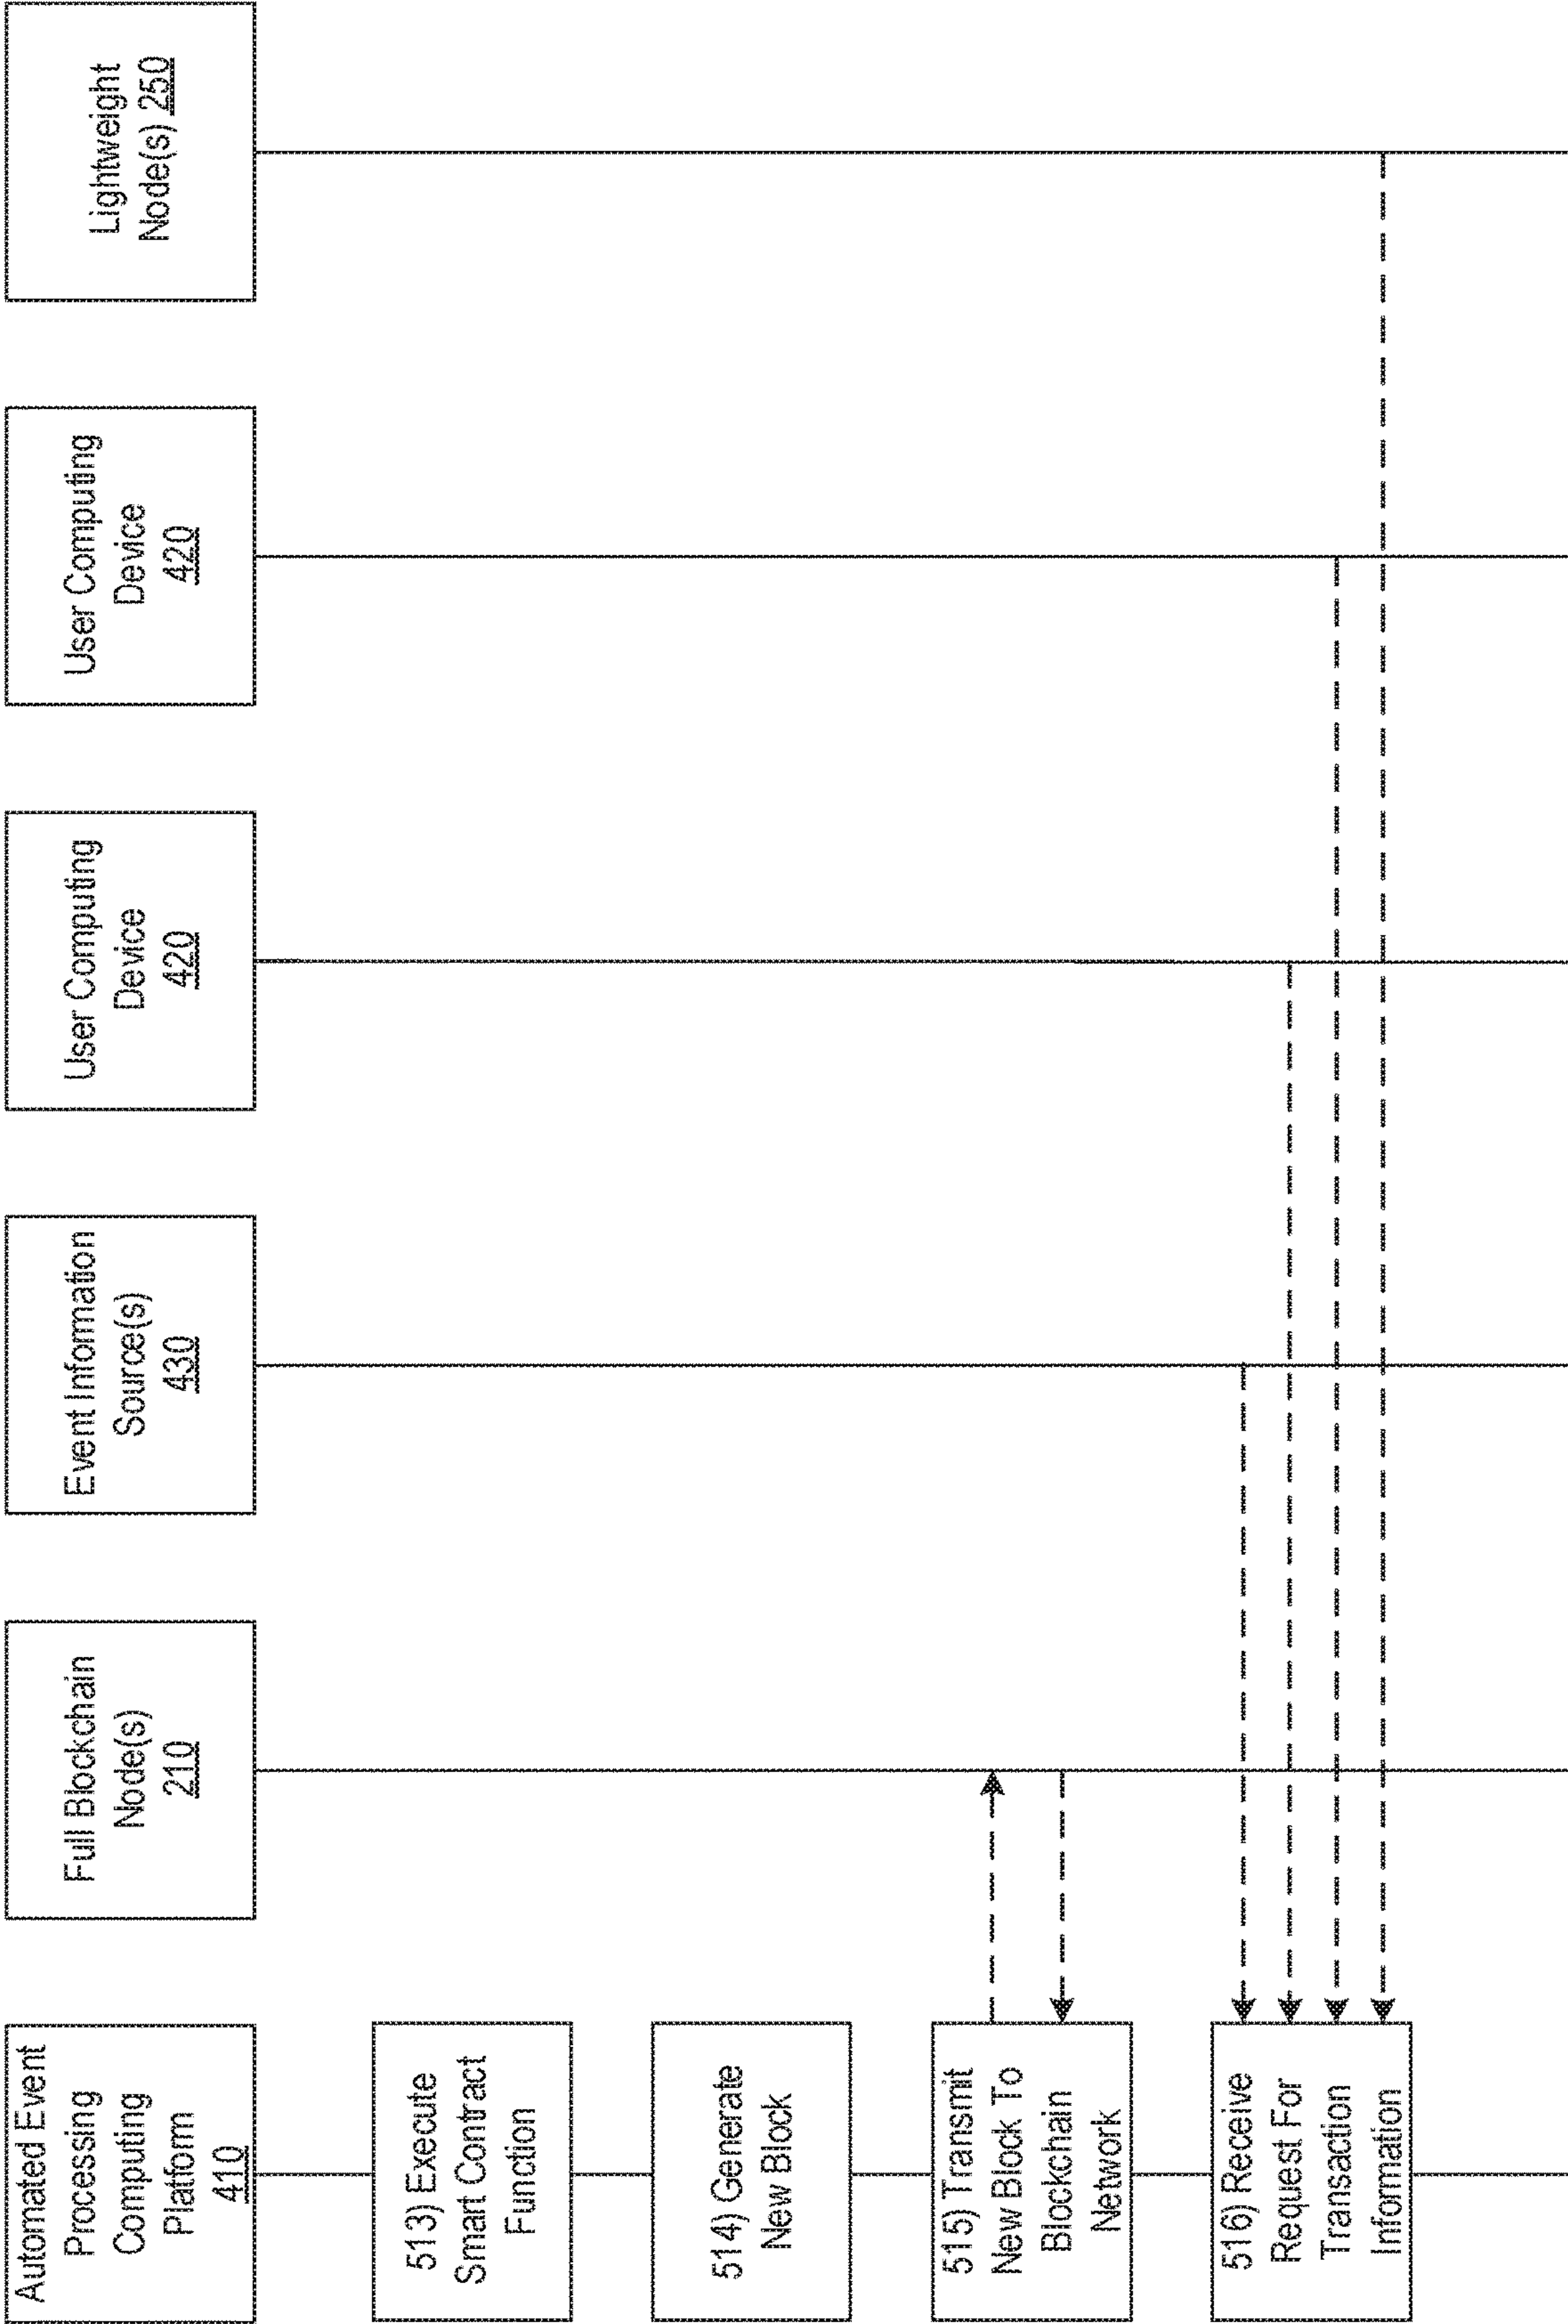 Automated Event
Processing
Computing
Platform
410
Full Blockchain
Node(s)
210
Event Information
Source(s)
430
User Computing
Device
420
User Computing
Device
420
Lightweight
Node(s) 250
513) Execute
Smart Contract
Function
514) Generate
New Block
515) Transmit
New Block To
Blockchain
Network
516) Receive
Request For
Transaction
Information